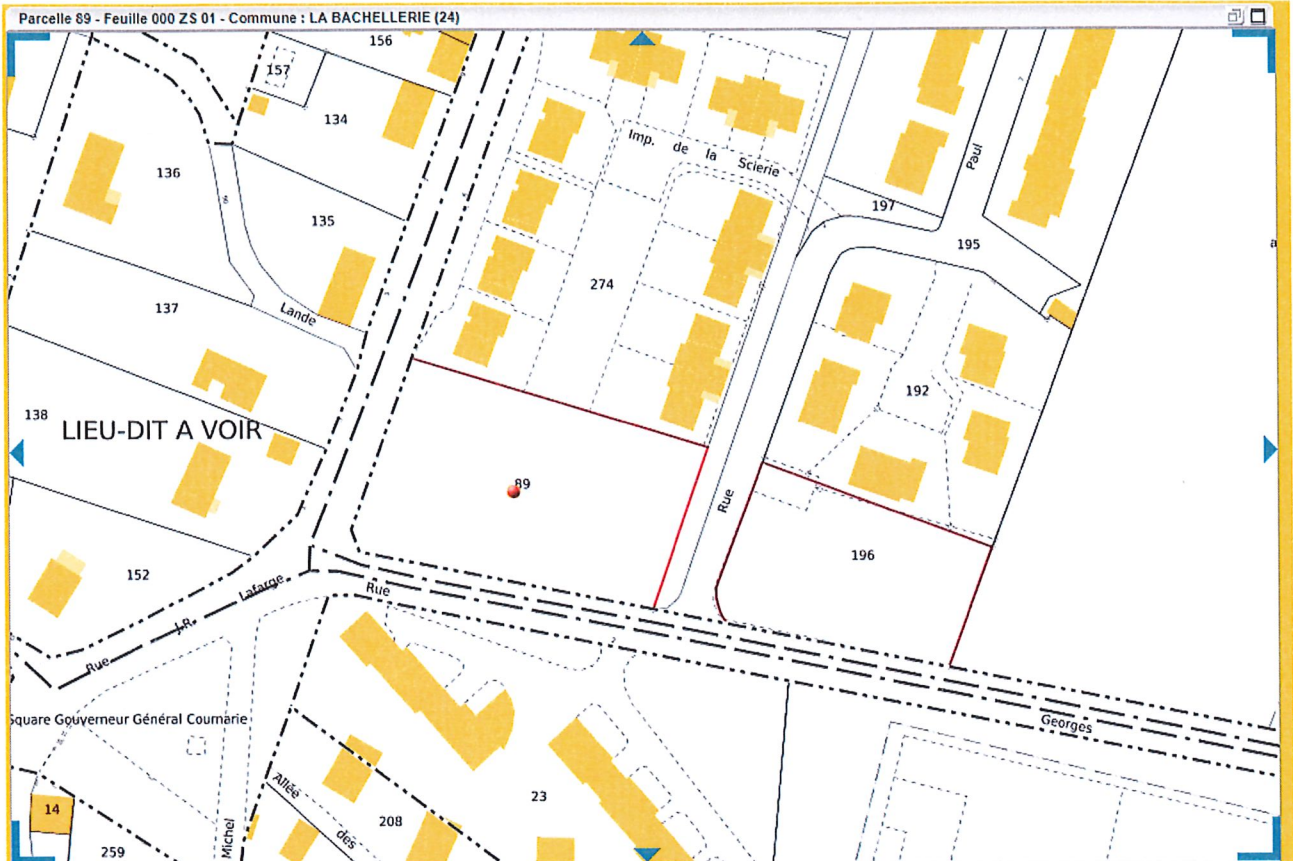 Parcelle 89 - Feuille 000 ZS 01 - Commune : LA BACHELLERIE (24)
156
157
134
136
135
Imp. de la Scierie
Paul
197
195
274
137
Lande
192
138
LIEU-DIT A VOIR
89
Rue
196
152
Rue J.R. Lafarge
Rue
Georges
Square Gouverneur Général Coumarie
14
259
Michel
Allée des
208
23
a